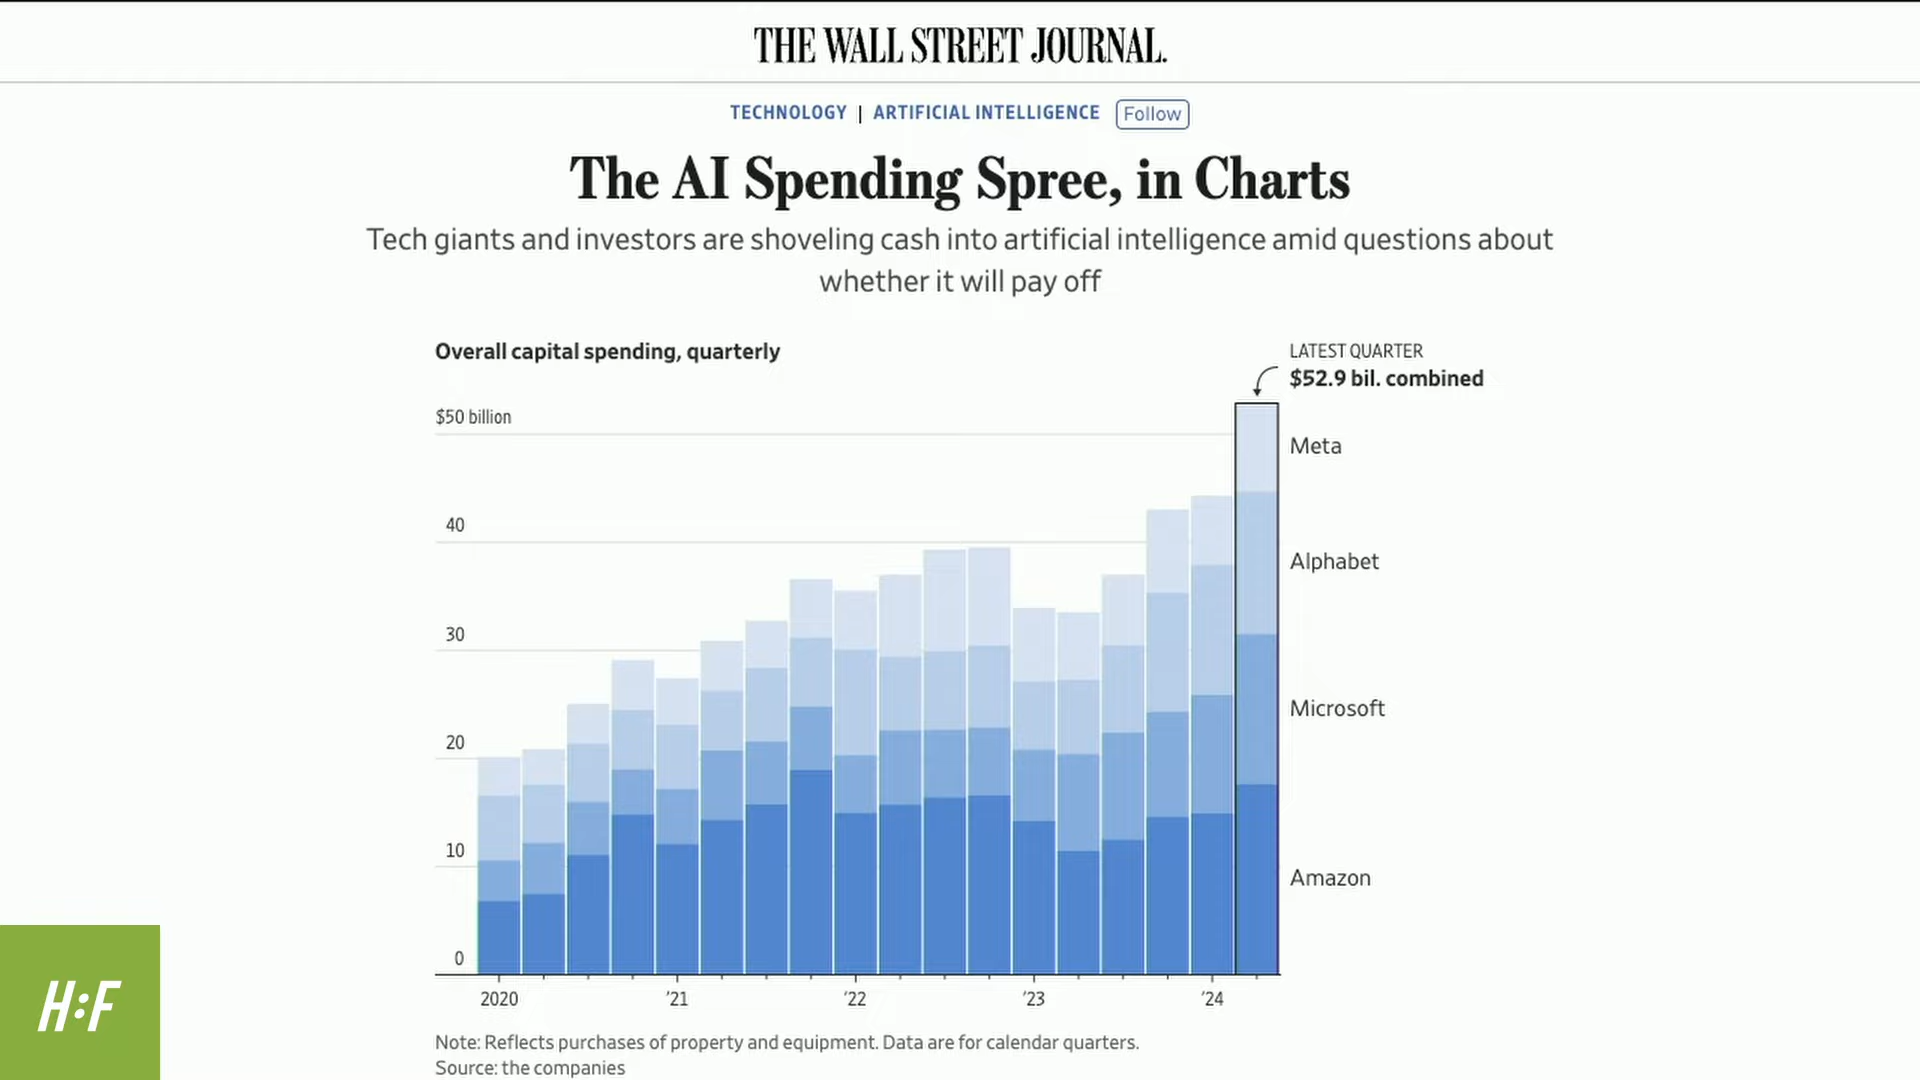 THE WALL STREET JOURNAL.
TECHNOLOGY | ARTIFICIAL INTELLIGENCE Follow
The AI Spending Spree, in Charts
Tech giants and investors are shoveling cash into artificial intelligence amid questions about
whether it will pay off
Overall capital spending, quarterly
LATEST QUARTER
$52.9 bil. combined
$50 billion
Meta
40
Alphabet
30
Microsoft
20
10
Amazon
0
2020 '21 '22 '23 '24
H:F
Note: Reflects purchases of property and equipment. Data are for calendar quarters.
Source: the companies